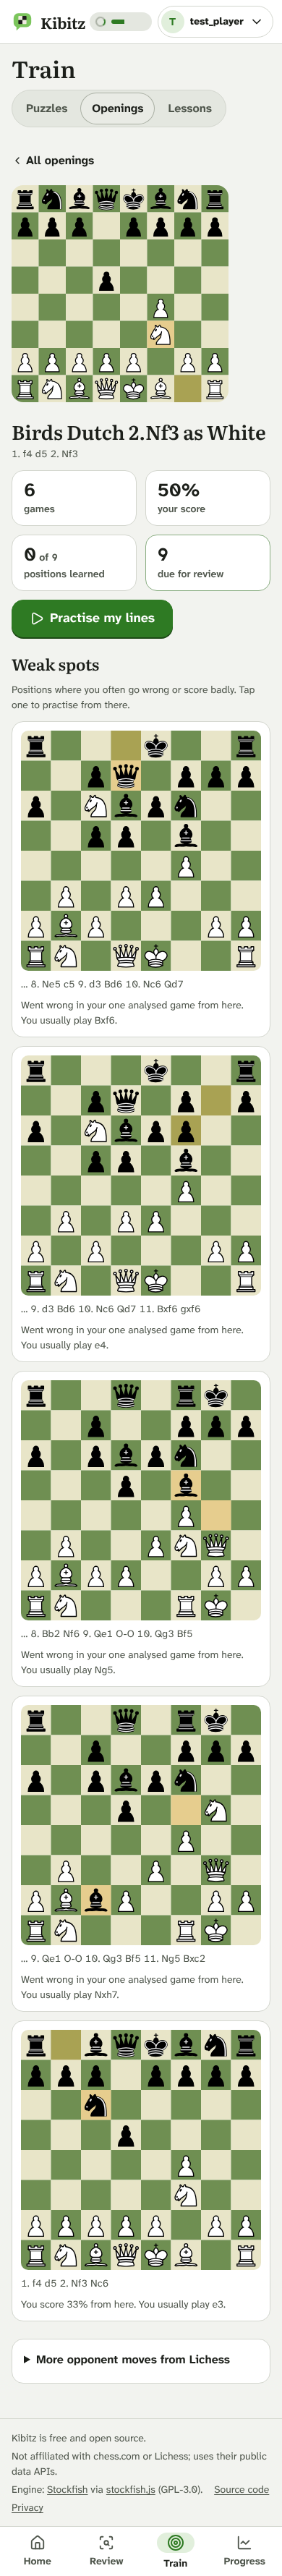 Kibitz
T test_player
Train
Puzzles Openings Lessons
All openings
Birds Dutch 2.Nf3 as White
1. f4 d5 2. Nf3
6
games
50%
your score
0 of 9
positions learned
9
due for review
Practise my lines
Weak spots
Positions where you often go wrong or score badly. Tap
one to practise from there.
... 8. Ne5 c5 9. d3 Bd6 10. Nc6 Qd7
Went wrong in your one analysed game from here.
You usually play Bxf6.
... 9. d3 Bd6 10. Nc6 Qd7 11. Bxf6 gxf6
Went wrong in your one analysed game from here.
You usually play e4.
... 8. Bb2 Nf6 9. Qe1 O-O 10. Qg3 Bf5
Went wrong in your one analysed game from here.
You usually play Ng5.
... 9. Qe1 O-O 10. Qg3 Bf5 11. Ng5 Bxc2
Went wrong in your one analysed game from here.
You usually play Nxh7.
1. f4 d5 2. Nf3 Nc6
You score 33% from here. You usually play e3.
More opponent moves from Lichess
Kibitz is free and open source.
Not affiliated with chess.com or Lichess; uses their public
data APIs.
Engine: Stockfish via stockfish.js (GPL-3.0). Source code
Privacy
Home Review Train Progress